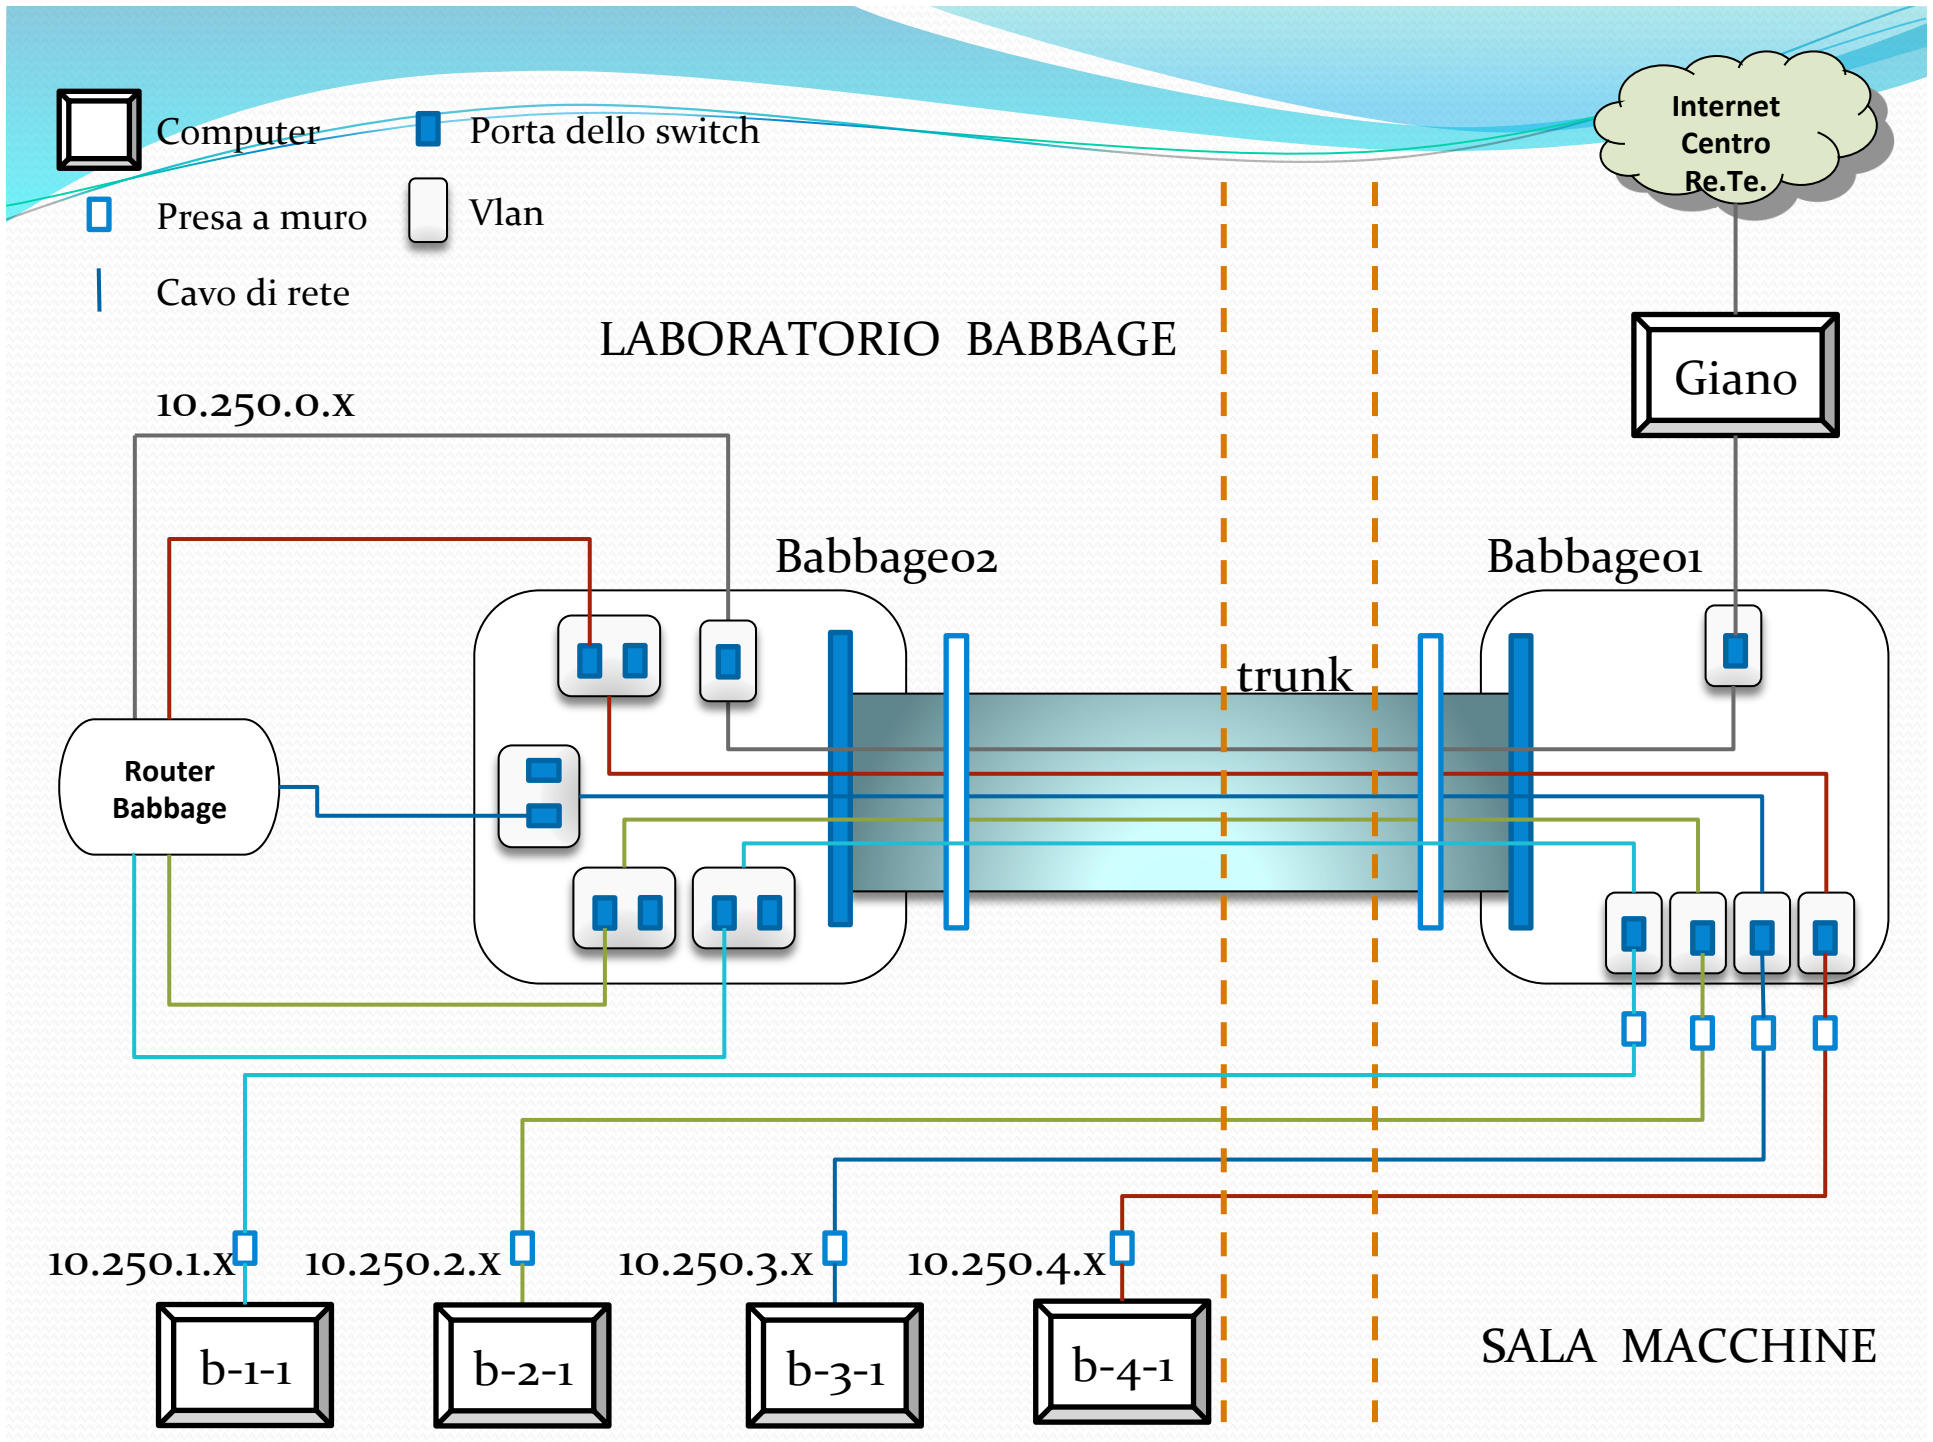 Computer
Porta dello switch
Presa a muro
Vlan
Cavo di rete
Internet
Centro
Re.Te.
LABORATORIO BABBAGE
Giano
10.250.0.x
Babbage02
Babbage01
trunk
Router
Babbage
10.250.1.x
10.250.2.x
10.250.3.x
10.250.4.x
b-1-1
b-2-1
b-3-1
b-4-1
SALA MACCHINE